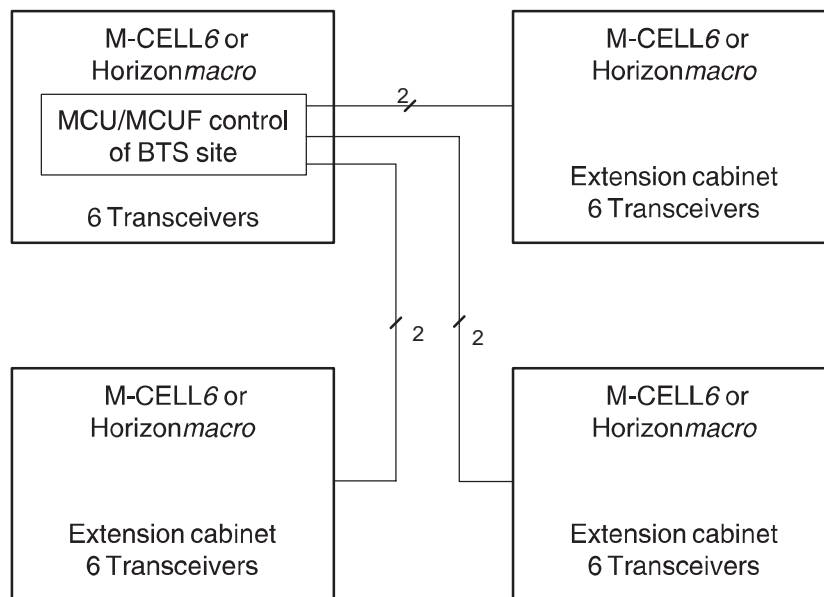 M-CELL6 or
Horizonmacro
MCU/MCUF control
of BTS site
6 Transceivers
2
M-CELL6 or
Horizonmacro
Extension cabinet
6 Transceivers
2
2
M-CELL6 or
Horizonmacro
Extension cabinet
6 Transceivers
M-CELL6 or
Horizonmacro
Extension cabinet
6 Transceivers